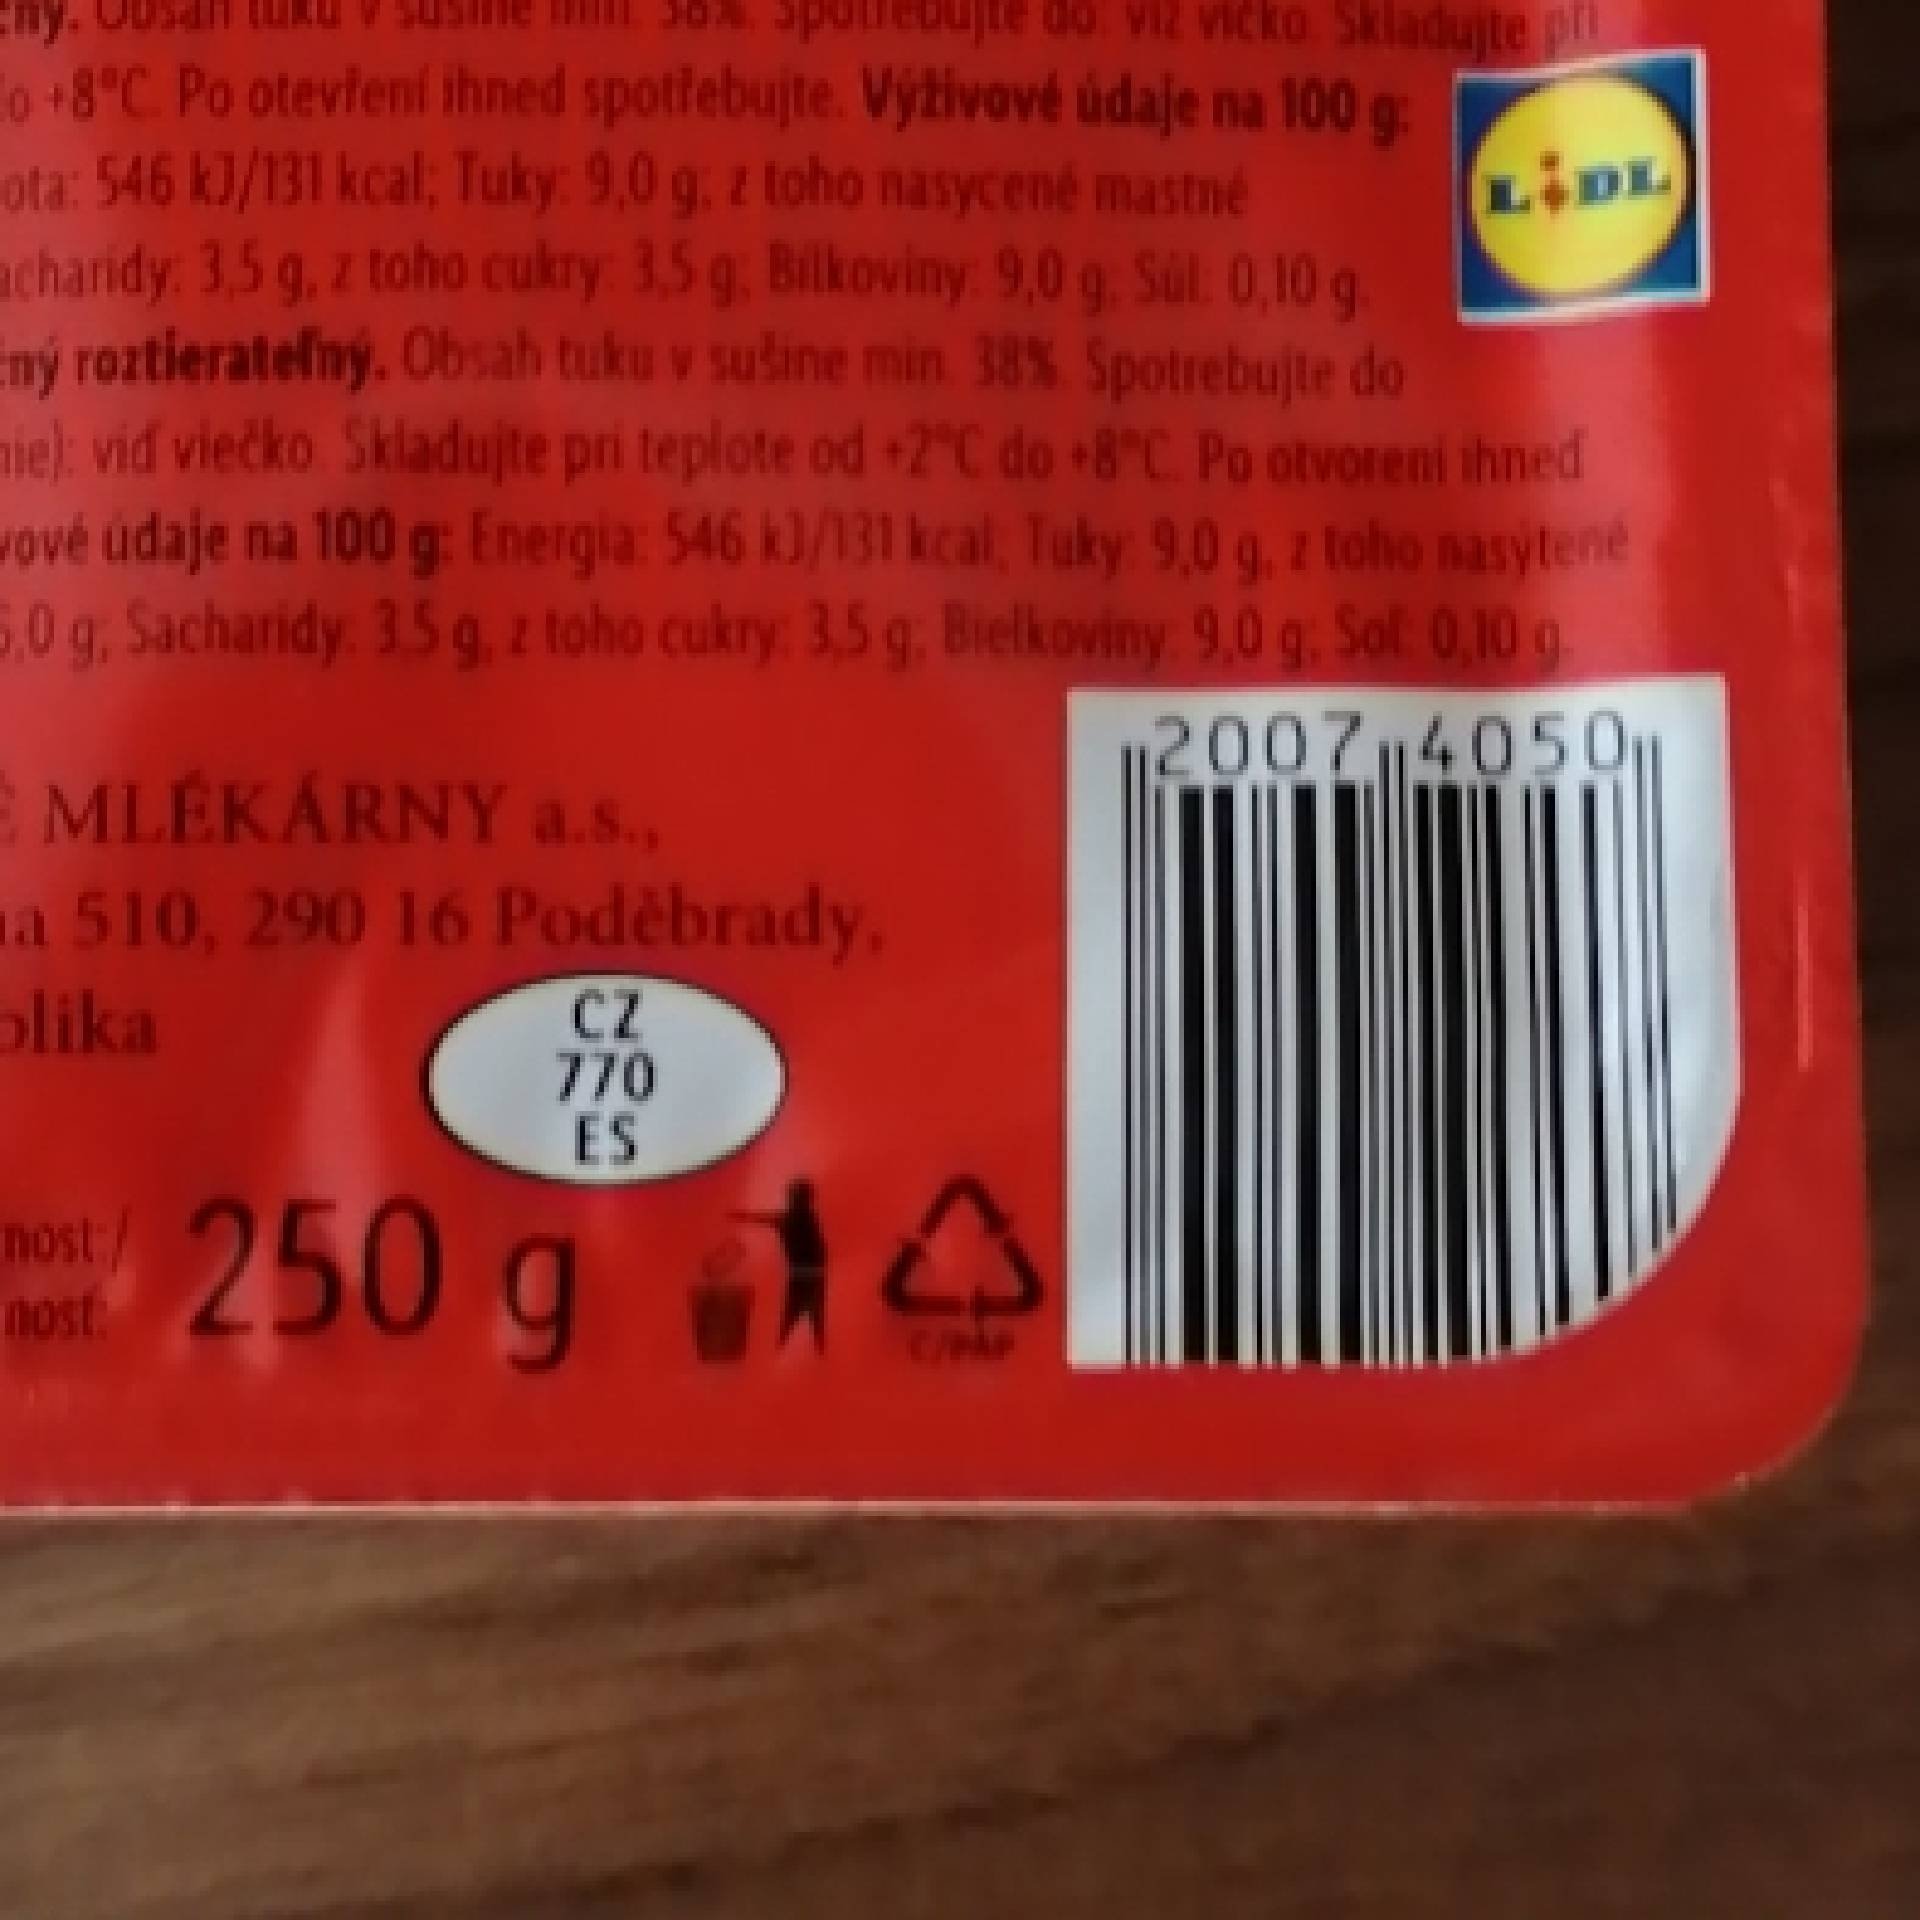 čný. Obsah tuku v sušině min. 38%. Spotřebujte do: viz víčko. Skladujte při
do +8°C. Po otevření ihned spotřebujte. Výživové údaje na 100 g:
ota: 546 kJ/131 kcal; Tuky: 9,0 g, z toho nasycené mastné
acharidy: 3,5 g, z toho cukry: 3,5 g; Bílkoviny: 9,0 g; Sůl: 0,10 g.
LIDL
čný roztierateľný. Obsah tuku v sušine min. 38%. Spotrebujte do
nie): viď viečko. Skladujte pri teplote od +2°C do +8°C. Po otvorení ihneď
vové údaje na 100 g: Energia: 546 kJ/131 kcal; Tuky: 9,0 g, z toho nasýtené
5,0 g; Sacharidy: 3,5 g, z toho cukry: 3,5 g; Bielkoviny: 9,0 g; Soľ: 0,10 g.
2007 4050
É MLÉKÁRNY a.s.,
na 510, 290 16 Poděbrady,
blika
CZ
770
ES
nost:/
nosť:
250 g
C/PAP